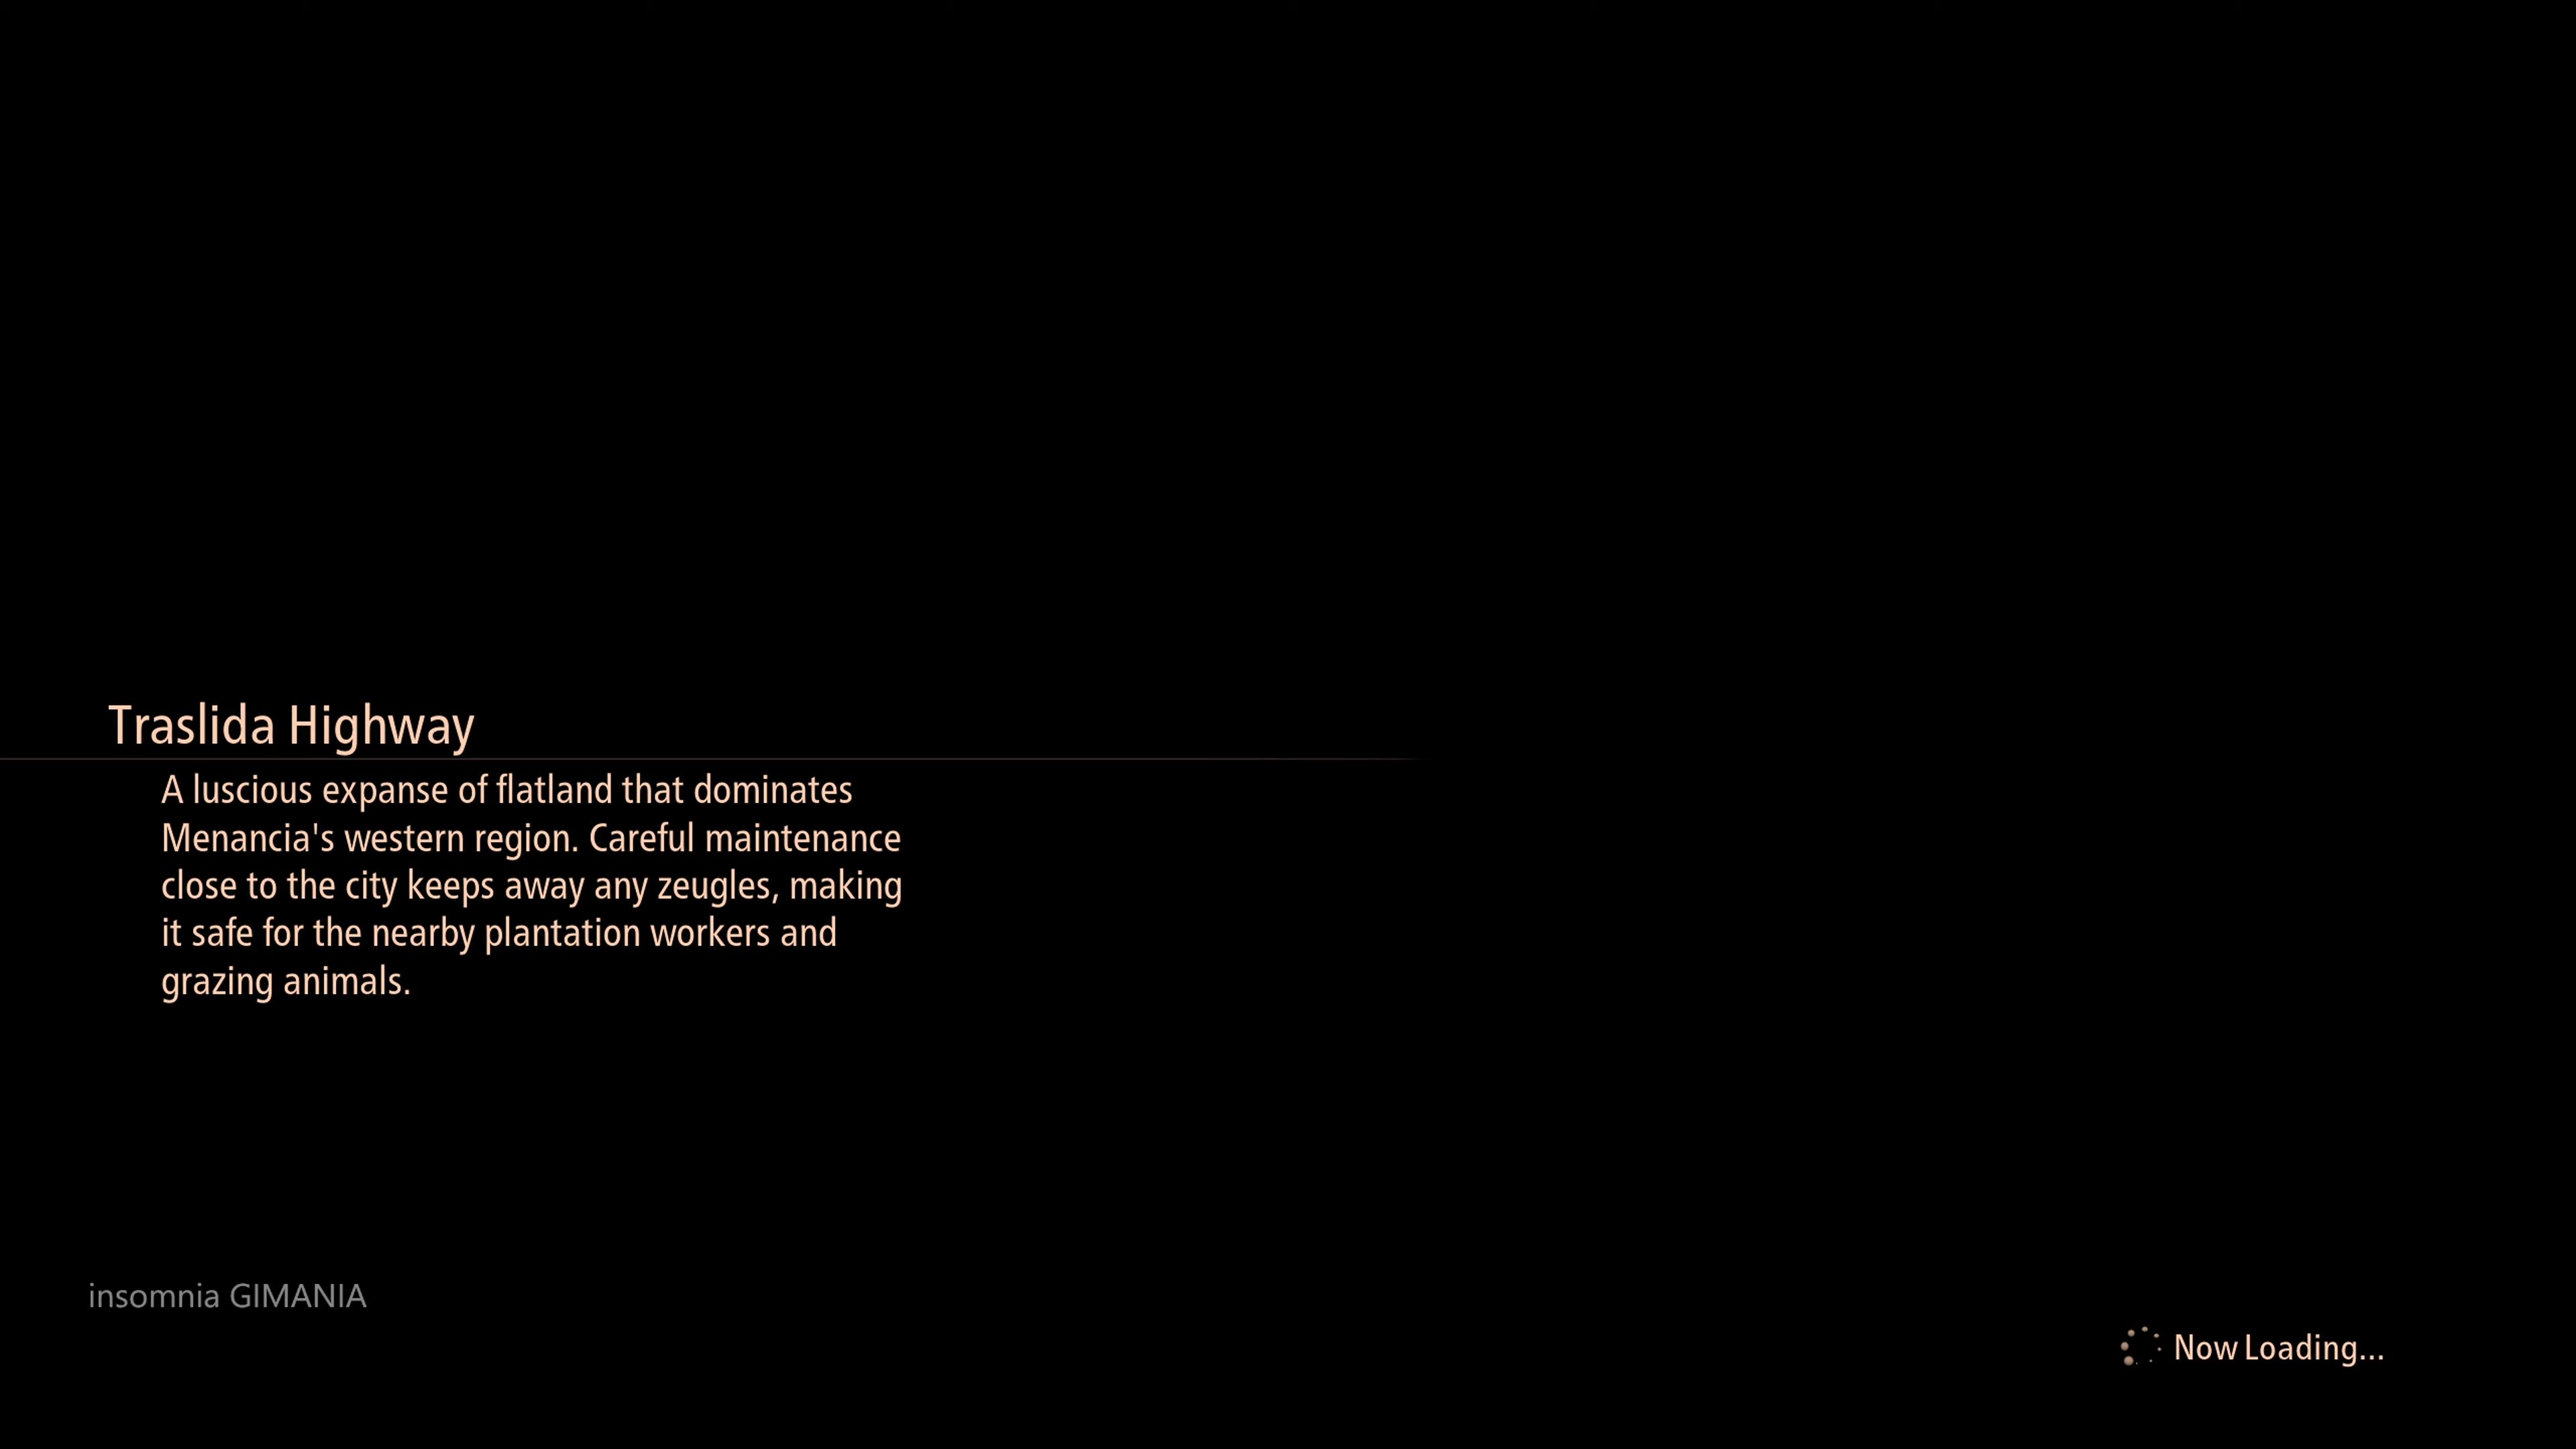 Traslida Highway
A luscious expanse of flatland that dominates
Menancia's western region. Careful maintenance
close to the city keeps away any zeugles, making
it safe for the nearby plantation workers and
grazing animals.
insomnia GIMANIA
Now Loading...